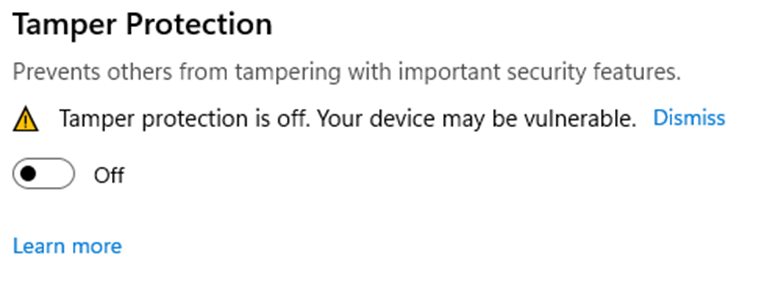 Tamper Protection
Prevents others from tampering with important security features.
Tamper protection is off. Your device may be vulnerable. Dismiss
Off
Learn more